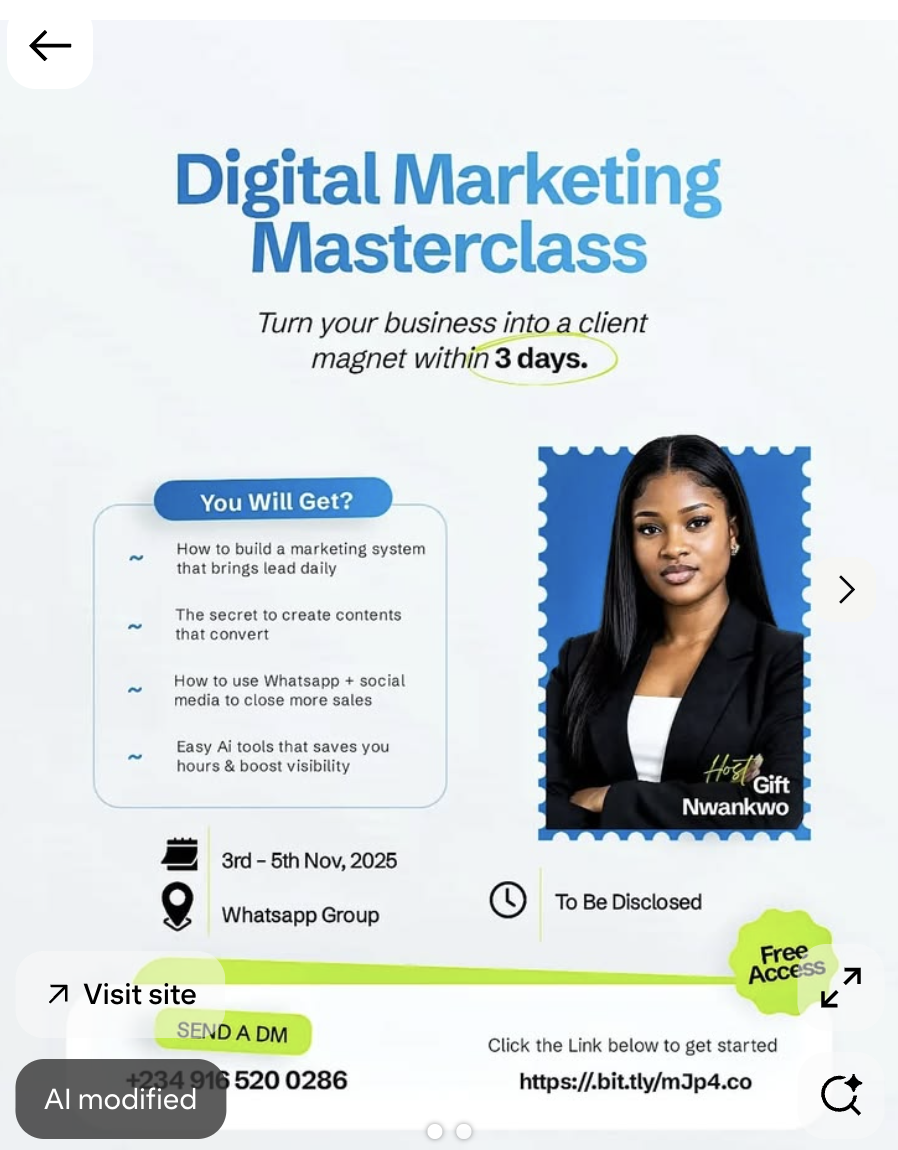 Digital Marketing
Masterclass
Turn your business into a client
magnet within 3 days.
You Will Get?
~ How to build a marketing system
that brings lead daily
~ The secret to create contents
that convert
~ How to use Whatsapp + social
media to close more sales
~ Easy Ai tools that saves you
hours & boost visibility
Host
Gift
Nwankwo
3rd – 5th Nov, 2025
Whatsapp Group
To Be Disclosed
Free
Access
Visit site
SEND A DM
+234 916 520 0286
Click the Link below to get started
https://.bit.tly/mJp4.co
AI modified